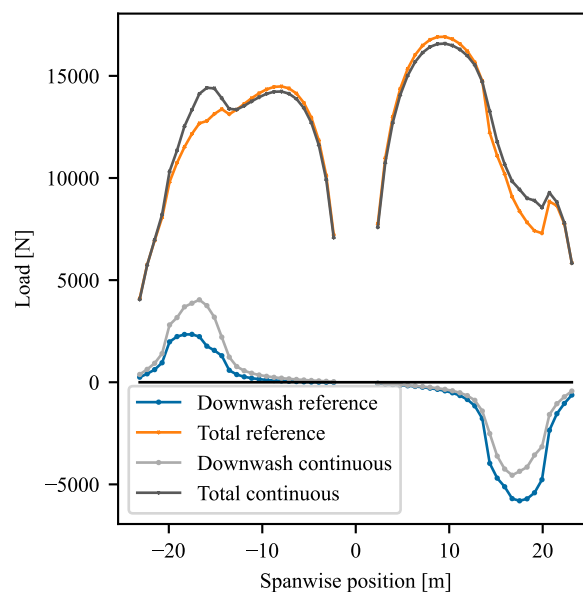 15000
10000
5000
0
−5000
Load [N]
Downwash reference
Total reference
Downwash continuous
Total continuous
−20 −10 0 10 20
Spanwise position [m]